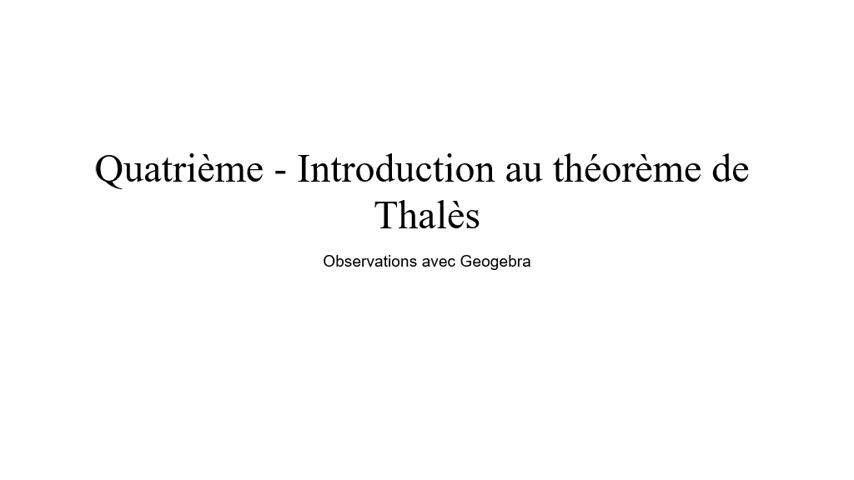 Quatrième - Introduction au théorème de
Thalès
Observations avec Geogebra